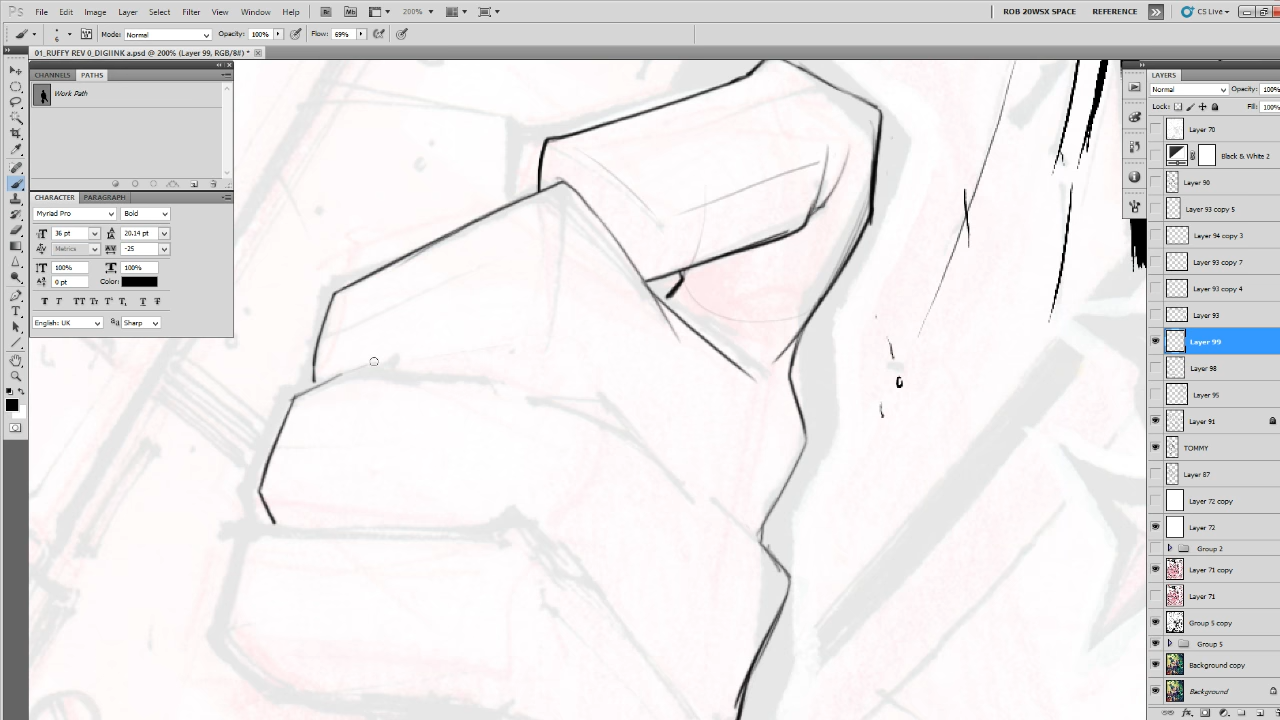 Ps File Edit Image Layer Select Filter View Window Help Br Mb 200% ROB 20WSX SPACE REFERENCE CS Live
6 Mode: Normal Opacity: 100% Flow: 69%
01_RUFFY REV 0_DIGIINK a.psd @ 200% (Layer 99, RGB/8#) *
CHANNELS PATHS
Work Path
CHARACTER PARAGRAPH
Myriad Pro Bold
36 pt 20.14 pt
Metrics -25
100% 100%
0 pt Color:
English: UK Sharp
LAYERS
Normal Opacity: 100%
Lock: Fill: 100%
Layer 70
Black & White 2
Layer 90
Layer 93 copy 5
Layer 94 copy 3
Layer 93 copy 7
Layer 93 copy 4
Layer 93
Layer 99
Layer 98
Layer 95
Layer 91
TOMMY
Layer 87
Layer 72 copy
Layer 72
Group 2
Layer 71 copy
Layer 71
Group 5 copy
Group 5
Background copy
Background